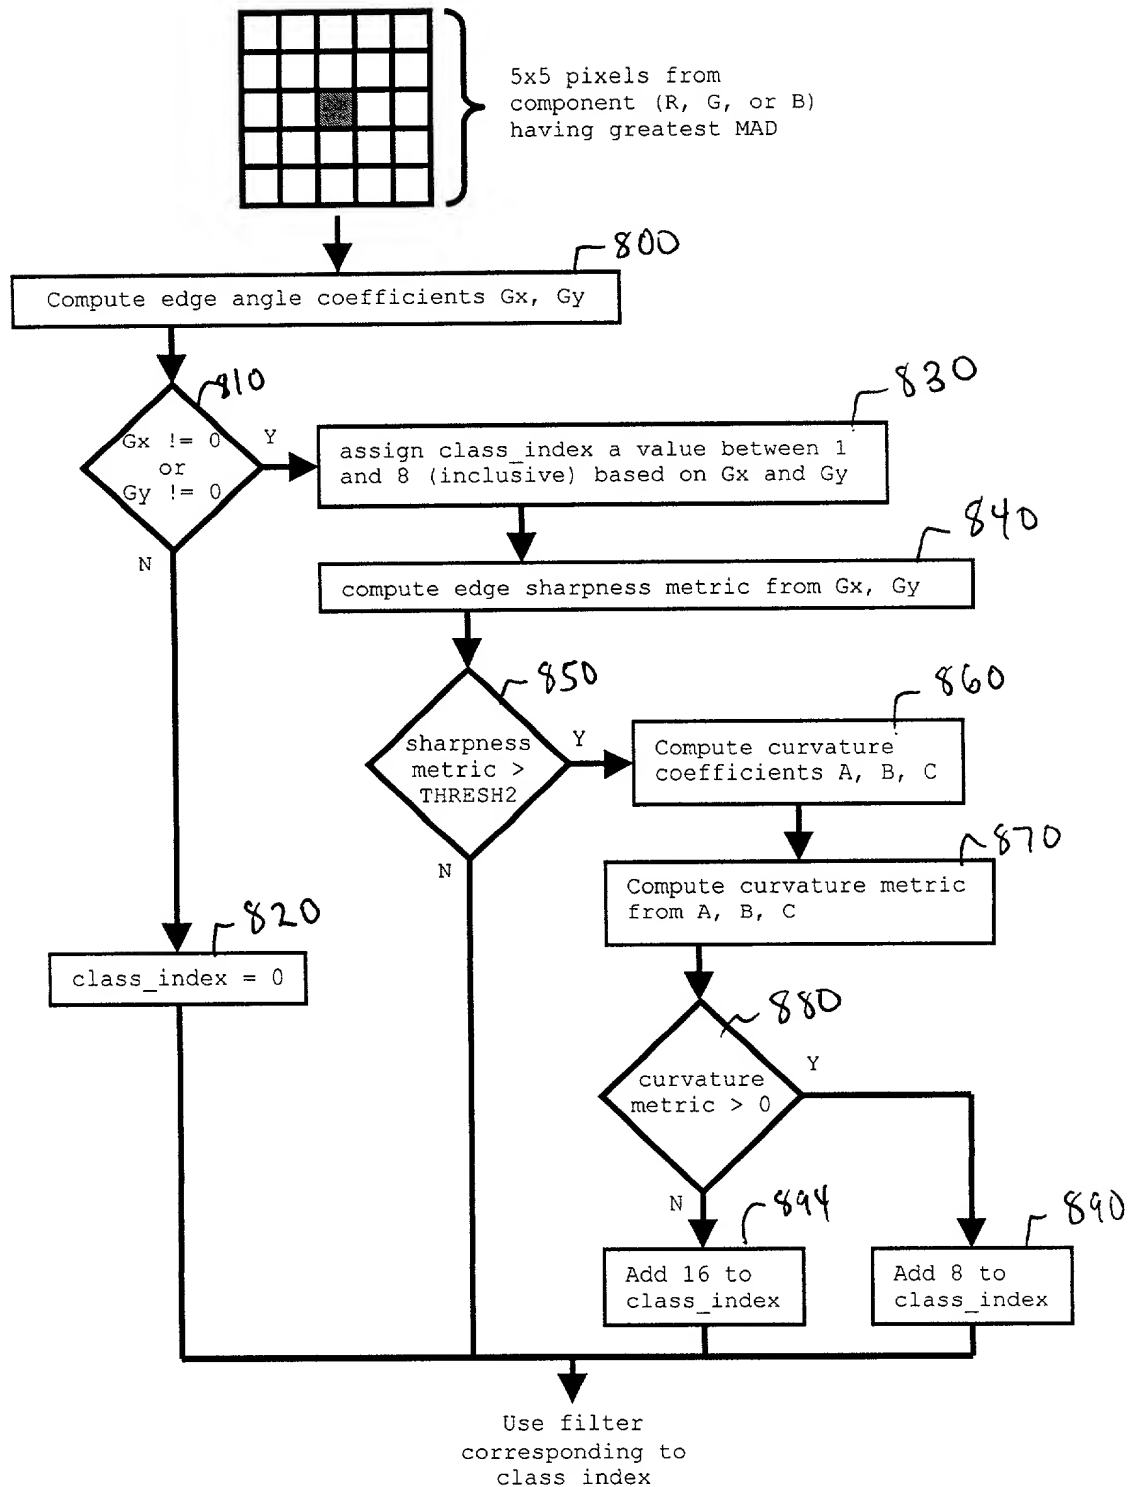 5x5 pixels from
component (R, G, or B)
having greatest MAD
800
Compute edge angle coefficients Gx, Gy
810
Gx != 0
or
Gy != 0
Y
N
830
assign class_index a value between 1
and 8 (inclusive) based on Gx and Gy
840
compute edge sharpness metric from Gx, Gy
850
sharpness
metric >
THRESH2
Y
N
860
Compute curvature
coefficients A, B, C
870
Compute curvature metric
from A, B, C
820
class_index = 0
880
curvature
metric > 0
Y
N
894
Add 16 to
class_index
890
Add 8 to
class_index
Use filter
corresponding to
class index